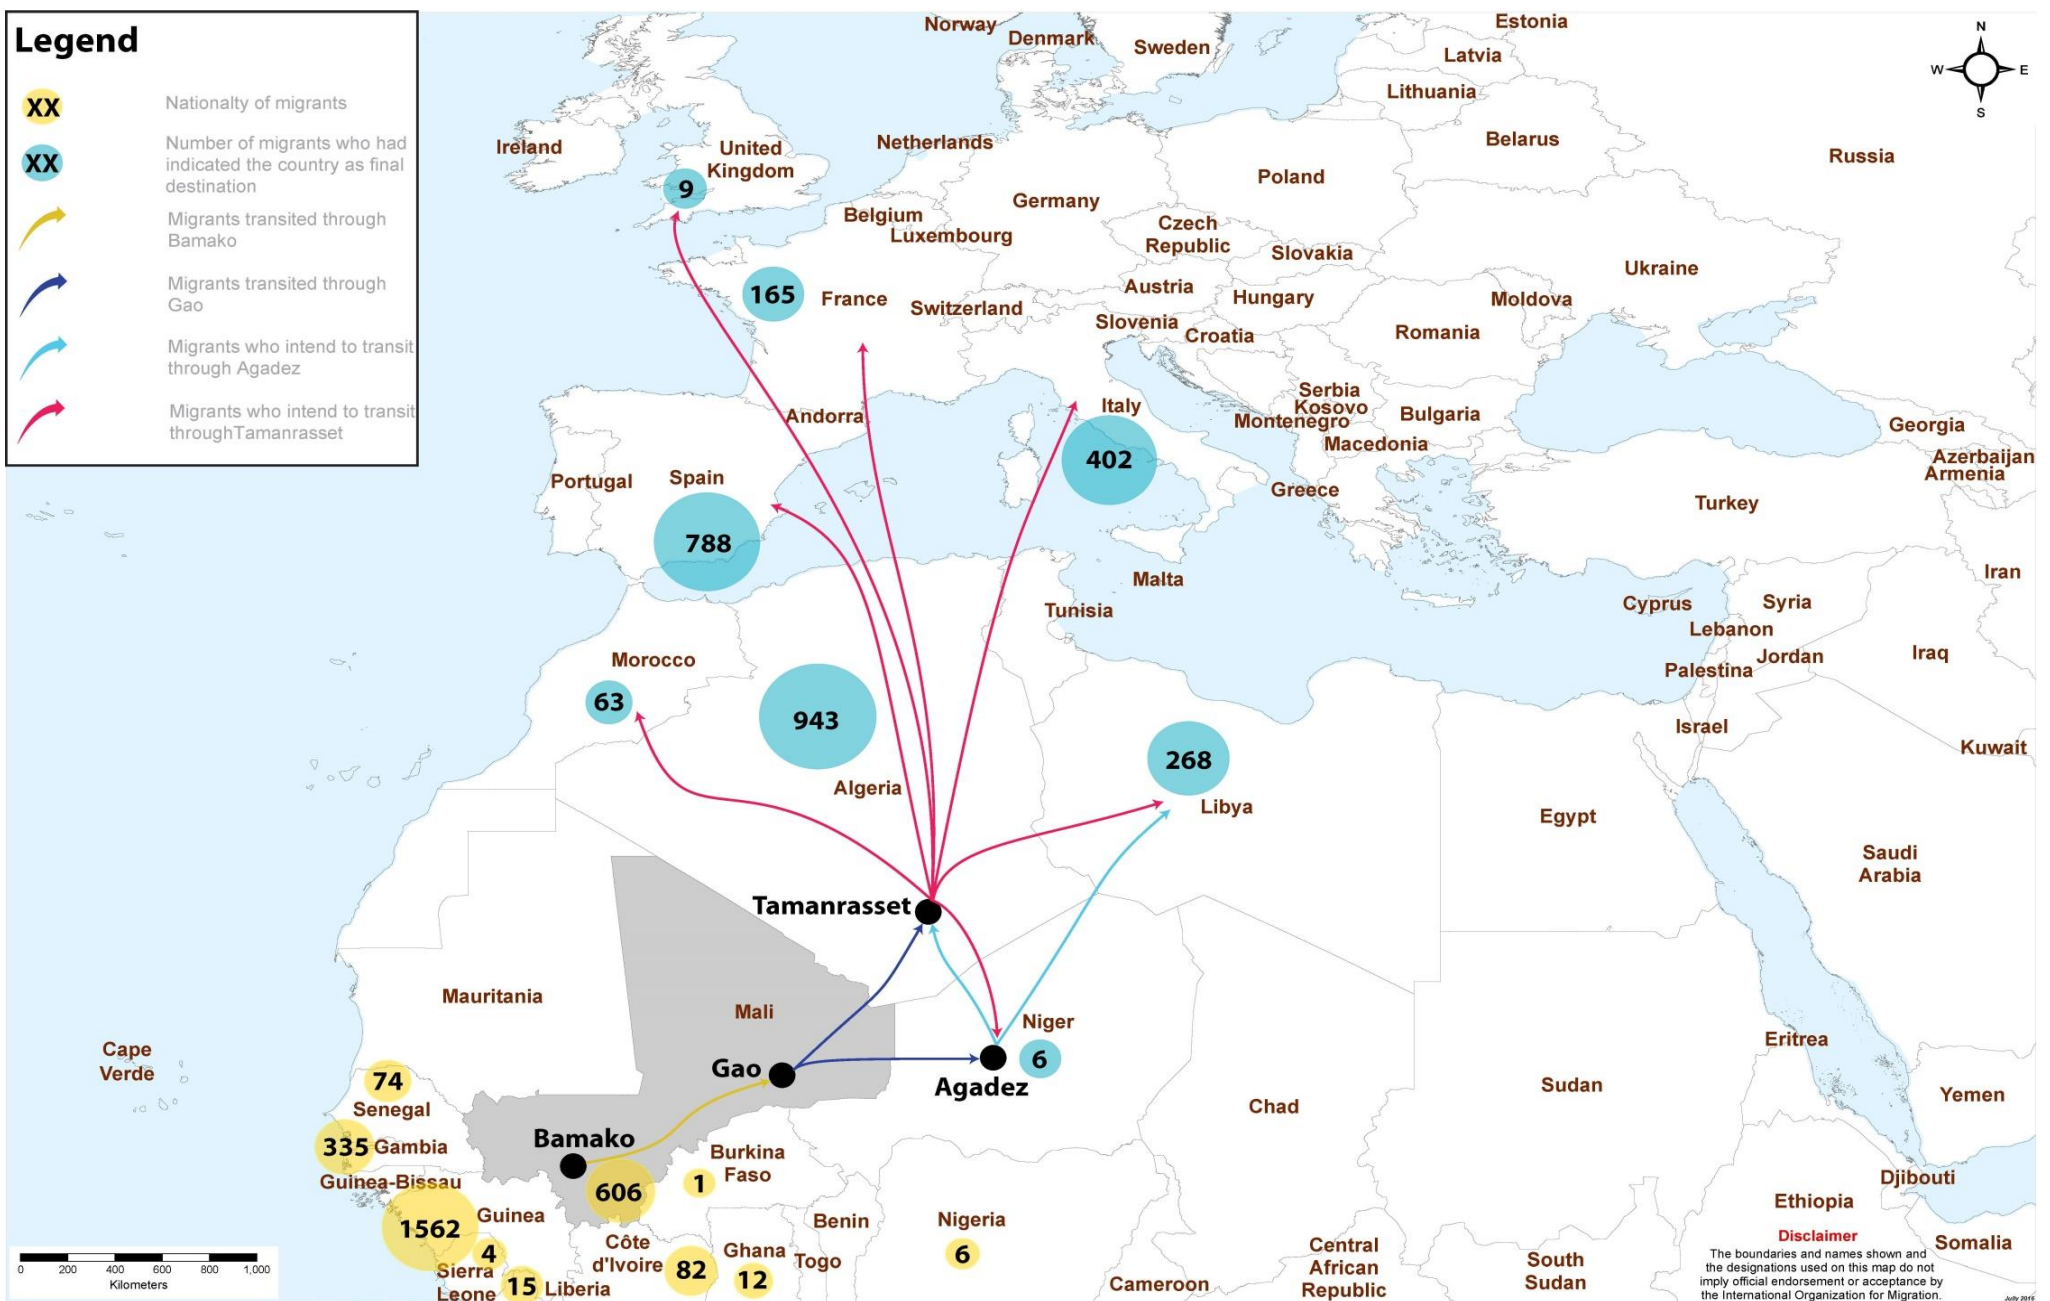 Legend
XX
Nationalty of migrants
XX
Number of migrants who had
indicated the country as final
destination
Migrants transited through
Bamako
Migrants transited through
Gao
Migrants who intend to transit
through Agadez
Migrants who intend to transit
throughTamanrasset
N
W
E
S
Norway
Denmark
Sweden
Estonia
Latvia
Lithuania
Belarus
Russia
Ireland
United
Kingdom
9
Netherlands
Germany
Poland
Belgium
Luxembourg
Czech
Republic
Slovakia
Ukraine
165
France
Switzerland
Austria
Hungary
Moldova
Slovenia
Croatia
Romania
Andorra
Italy
402
Serbia
Kosovo
Montenegro
Macedonia
Bulgaria
Georgia
Azerbaijan
Armenia
Portugal
Spain
788
Greece
Turkey
Malta
Tunisia
Cyprus
Syria
Iran
Lebanon
Palestina
Jordan
Iraq
Israel
Kuwait
Morocco
63
943
Algeria
268
Libya
Egypt
Saudi
Arabia
Tamanrasset
Mauritania
Mali
Niger
6
Gao
Agadez
Cape
Verde
74
Senegal
335
Gambia
Bamako
606
Burkina
Faso
1
Guinea-Bissau
1562
Guinea
4
Sierra
Leone
15
Liberia
Côte
d'Ivoire
82
Ghana
12
Togo
Benin
Nigeria
6
Chad
Sudan
Eritrea
Yemen
Djibouti
Ethiopia
Somalia
Cameroon
Central
African
Republic
South
Sudan
0
200
400
600
800
1,000
Kilometers
Disclaimer
The boundaries and names shown and
the designations used on this map do not
imply official endorsement or acceptance by
the International Organization for Migration.